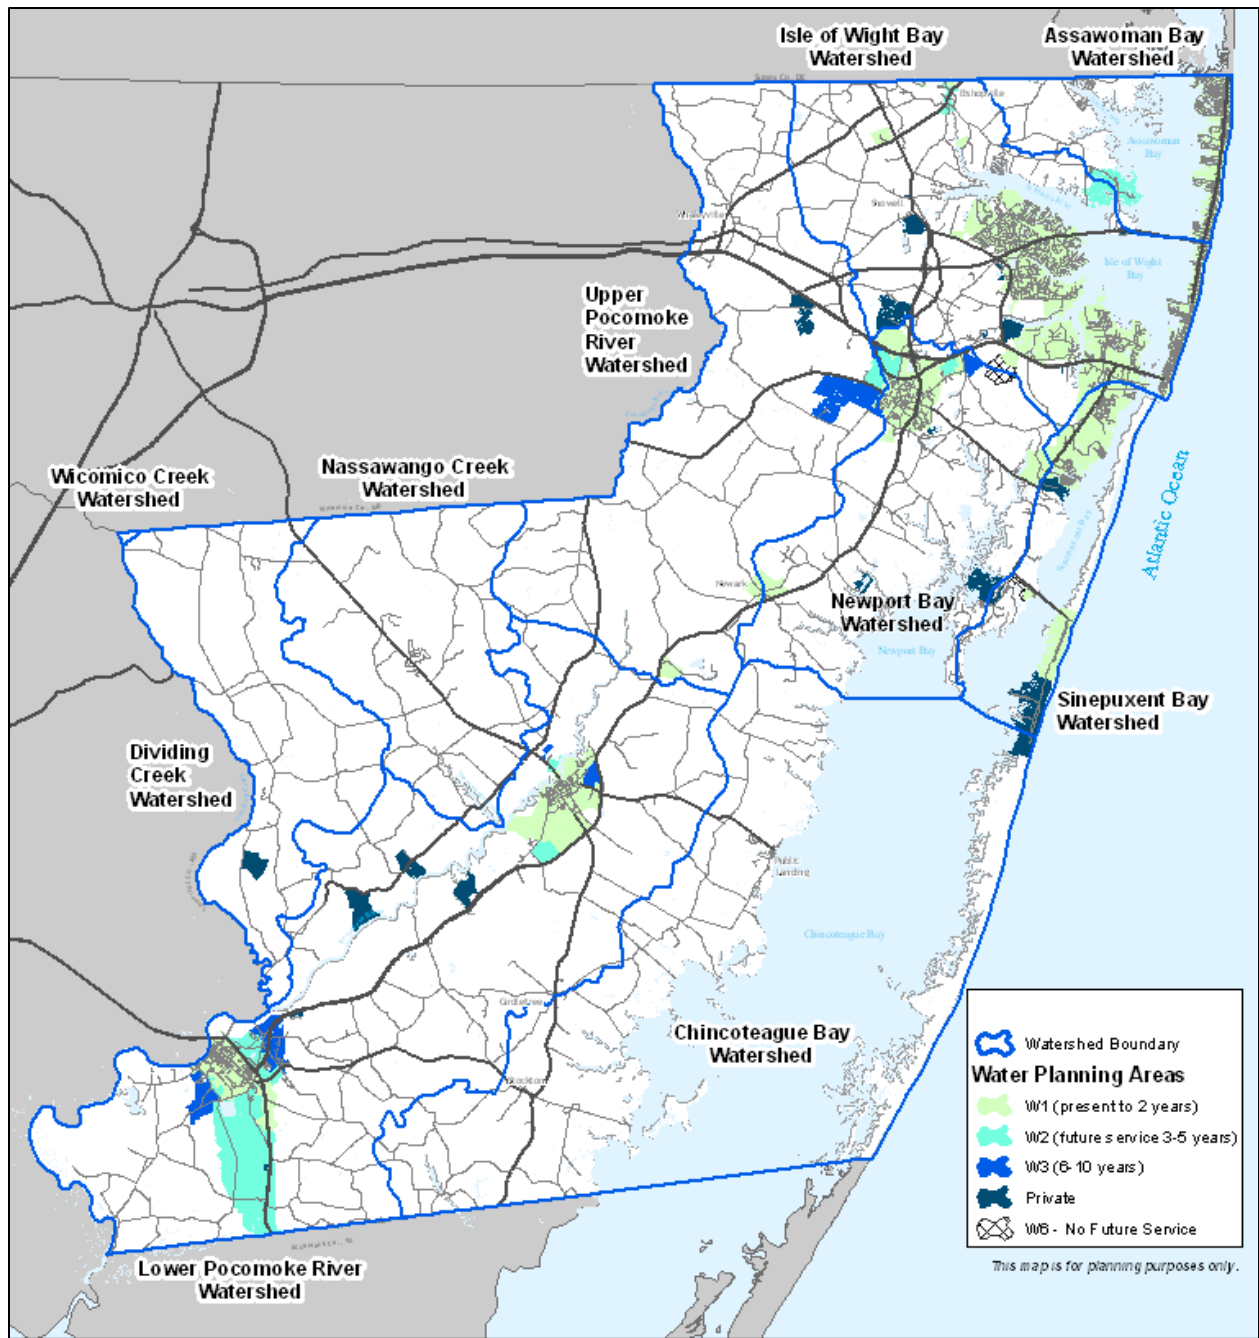 Isle of Wight Bay
Watershed
Assawoman Bay
Watershed
Bishopville
Assawoman
Bay
Showell
Whaleyville
Isle of Wight
Bay
Upper
Pocomoke
River
Watershed
Wicomico Creek
Watershed
Nassawango Creek
Watershed
Atlantic Ocean
Sinepuxent Bay
Newark
Newport Bay
Watershed
Newport Bay
Sinepuxent Bay
Watershed
Dividing
Creek
Watershed
Public
Landing
Chincoteague Bay
Girdletree
Chincoteague Bay
Watershed
Stockton
Lower Pocomoke River
Watershed
Watershed Boundary
Water Planning Areas
W1 (present to 2 years)
W2 (future service 3-5 years)
W3 (6-10 years)
Private
W6 - No Future Service
This map is for planning purposes only.